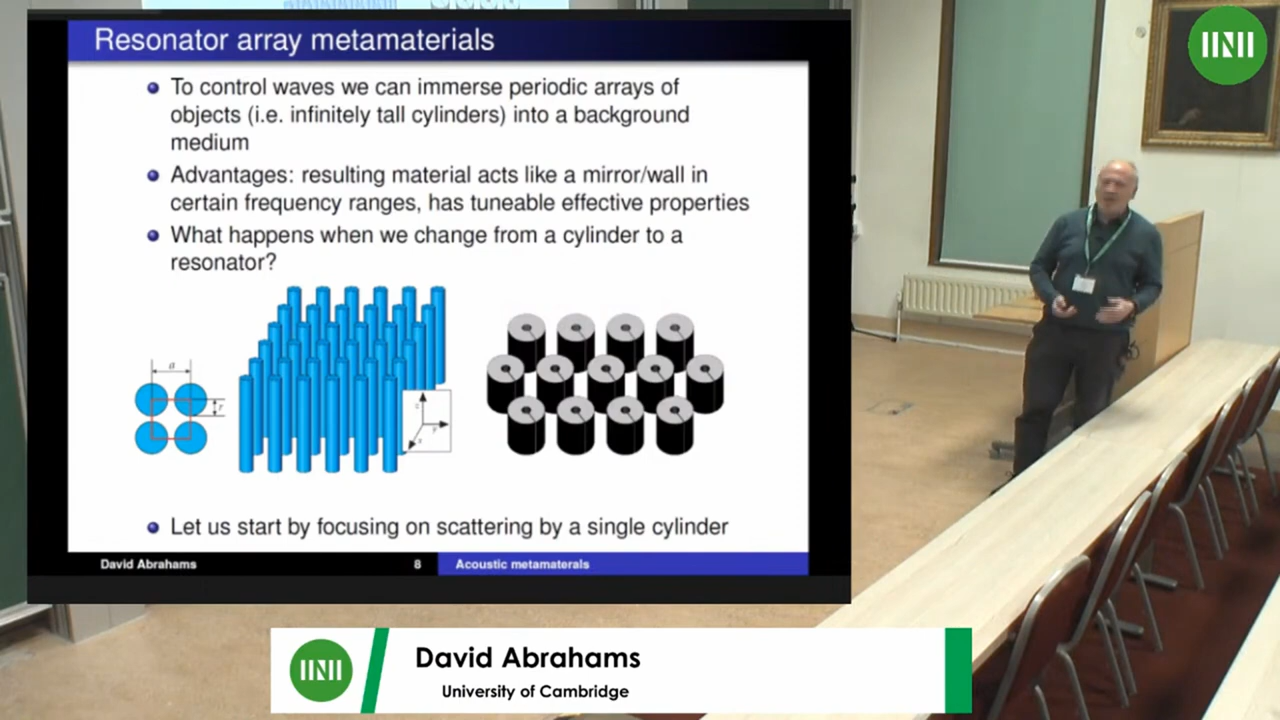 Resonator array metamaterials
To control waves we can immerse periodic arrays of
objects (i.e. infinitely tall cylinders) into a background
medium
Advantages: resulting material acts like a mirror/wall in
certain frequency ranges, has tuneable effective properties
What happens when we change from a cylinder to a
resonator?
a
r
Let us start by focusing on scattering by a single cylinder
David Abrahams 8 Acoustic metamaterals
David Abrahams
University of Cambridge